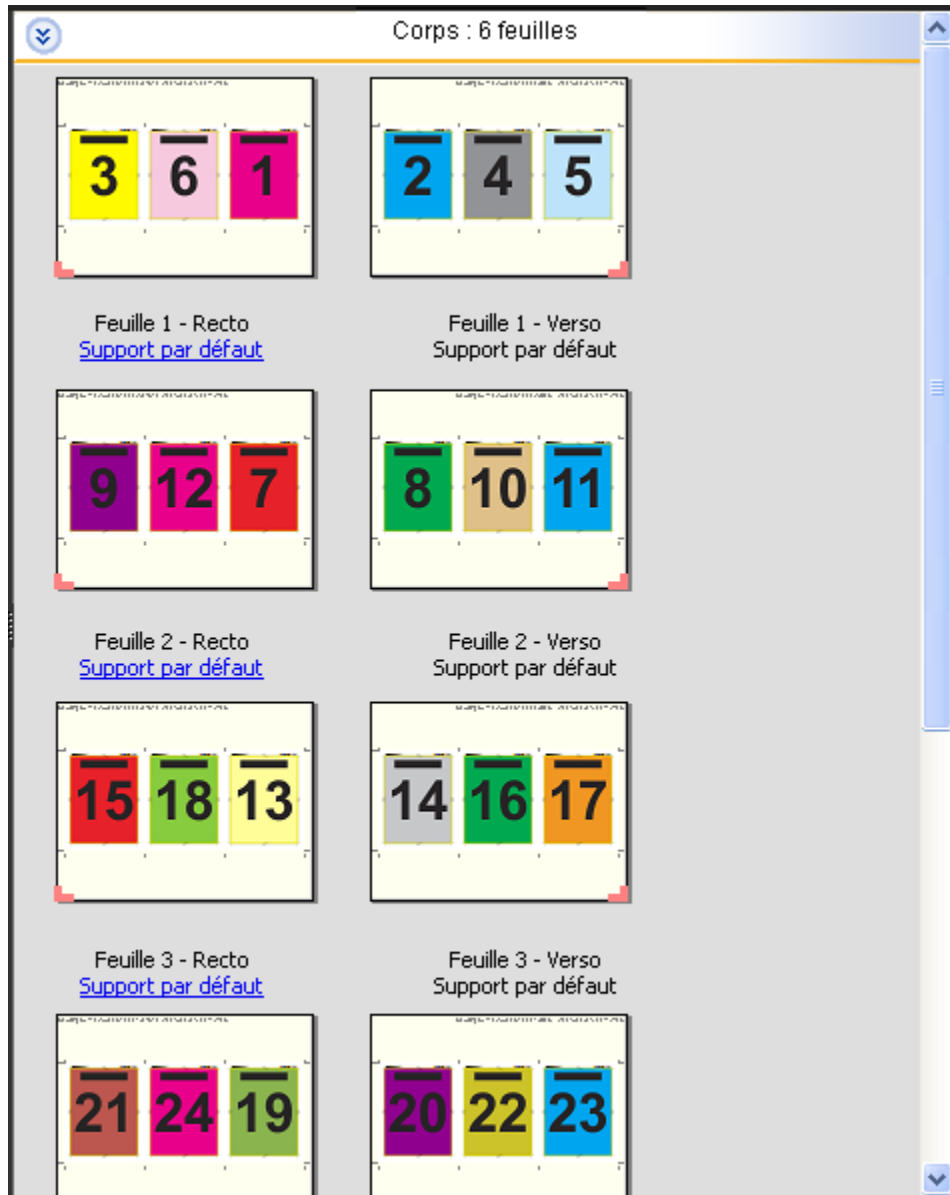 Corps : 6 feuilles
3 6 1
2 4 5
Feuille 1 - Recto
Support par défaut
Feuille 1 - Verso
Support par défaut
9 12 7
8 10 11
Feuille 2 - Recto
Support par défaut
Feuille 2 - Verso
Support par défaut
15 18 13
14 16 17
Feuille 3 - Recto
Support par défaut
Feuille 3 - Verso
Support par défaut
21 24 19
20 22 23